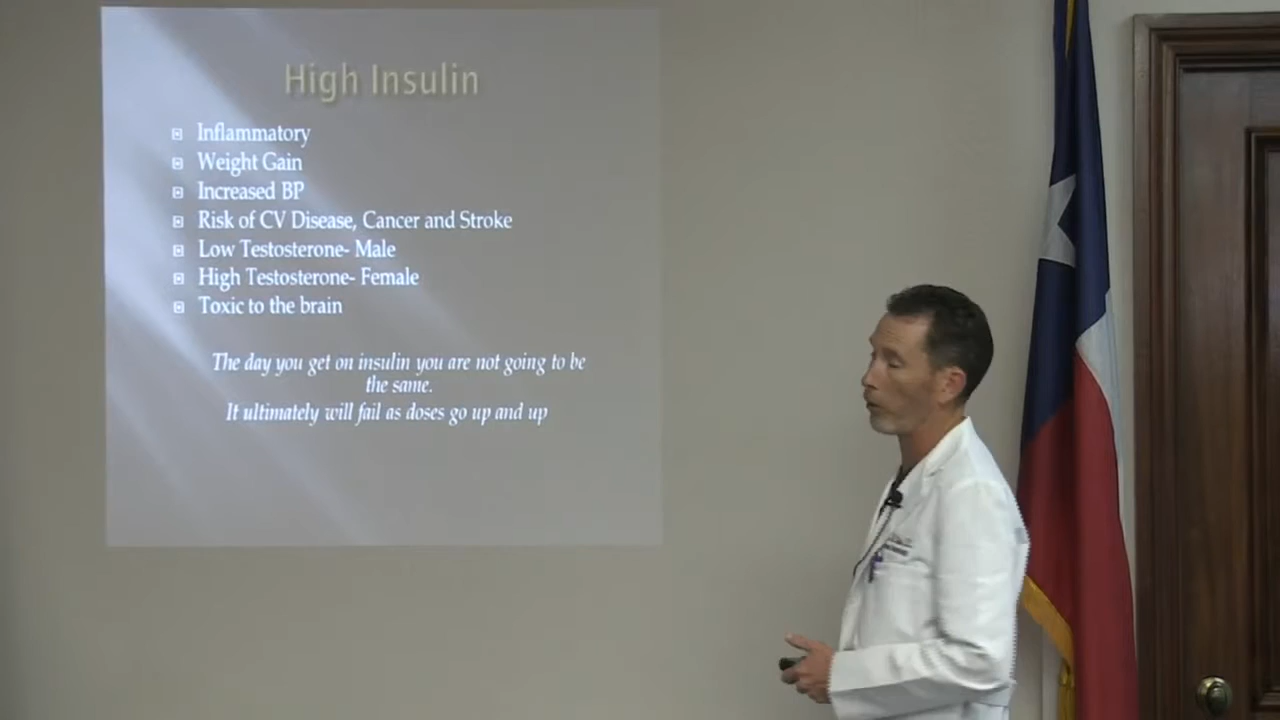 High Insulin
Inflammatory
Weight Gain
Increased BP
Risk of CV Disease, Cancer and Stroke
Low Testosterone- Male
High Testosterone- Female
Toxic to the brain
The day you get on insulin you are not going to be
the same.
It ultimately will fail as doses go up and up